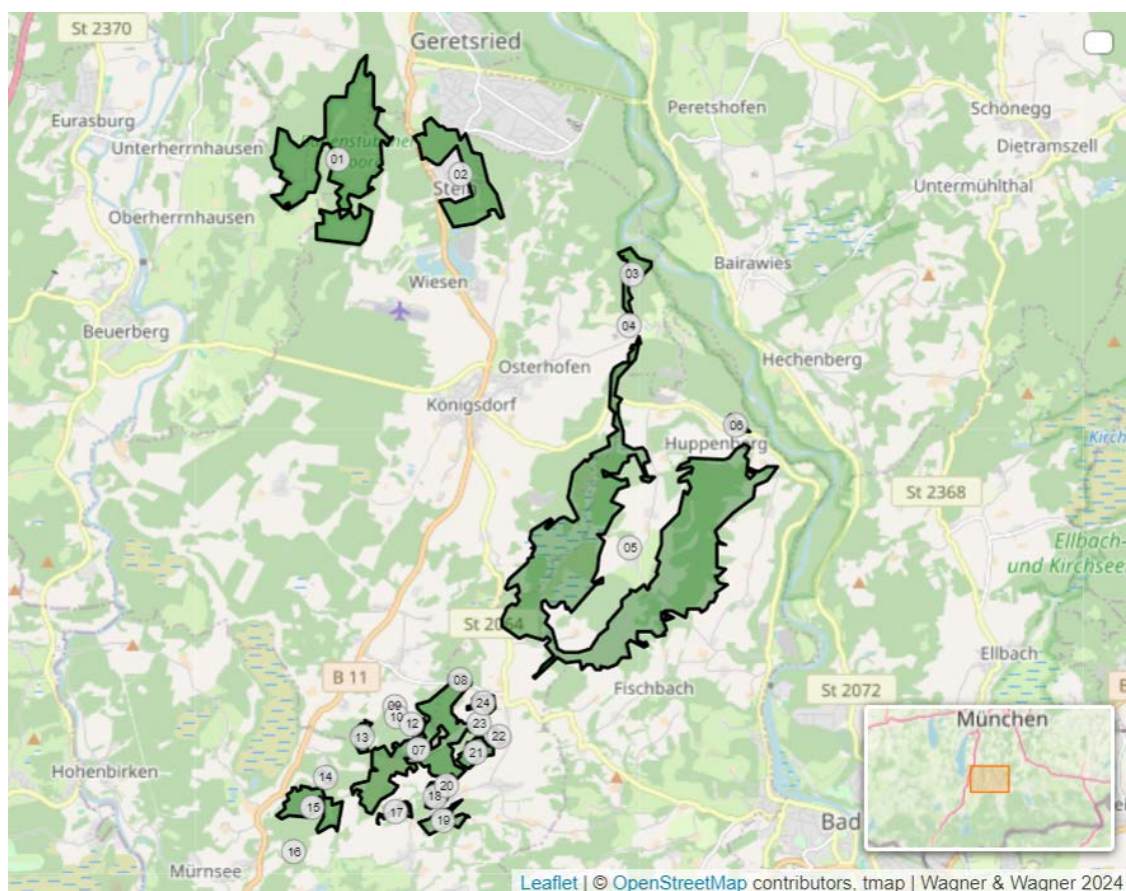 St 2370
Geretsried
Peretshofen
Schönegg
Eurasburg
Unterherrnhausen
Dietramszell
01
02
Untermühlthal
Oberherrnhausen
Bairawies
03
Wiesen
04
Beuerberg
Hechenberg
Osterhofen
Königsdorf
06
Huppenberg
St 2368
05
Ellbach-
und Kirchsee
St 2064
Ellbach
B 11
08
Fischbach
St 2072
24
09
10
12
23
13
22
07
21
München
Hohenbirken
14
20
18
15
17
19
Bad
16
Mürnsee
Leaflet | © OpenStreetMap contributors, tmap | Wagner & Wagner 2024